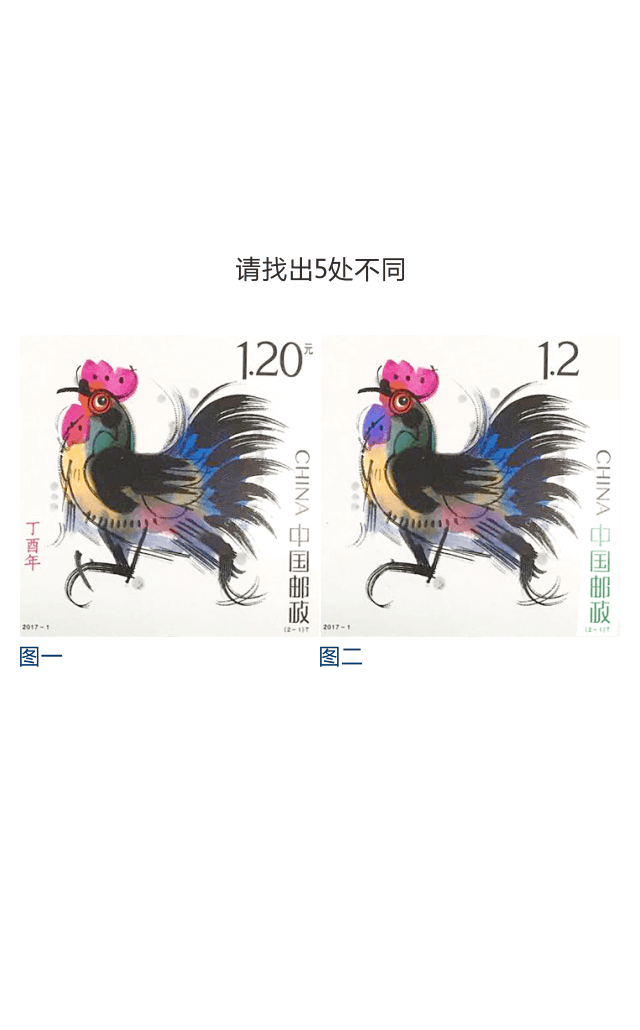 请找出5处不同
1.20元
CHINA
中国邮政
丁酉年
2017-1
(2-1)T
1.2
CHINA
中国邮政
2017-1
(2-1)T
图一
图二